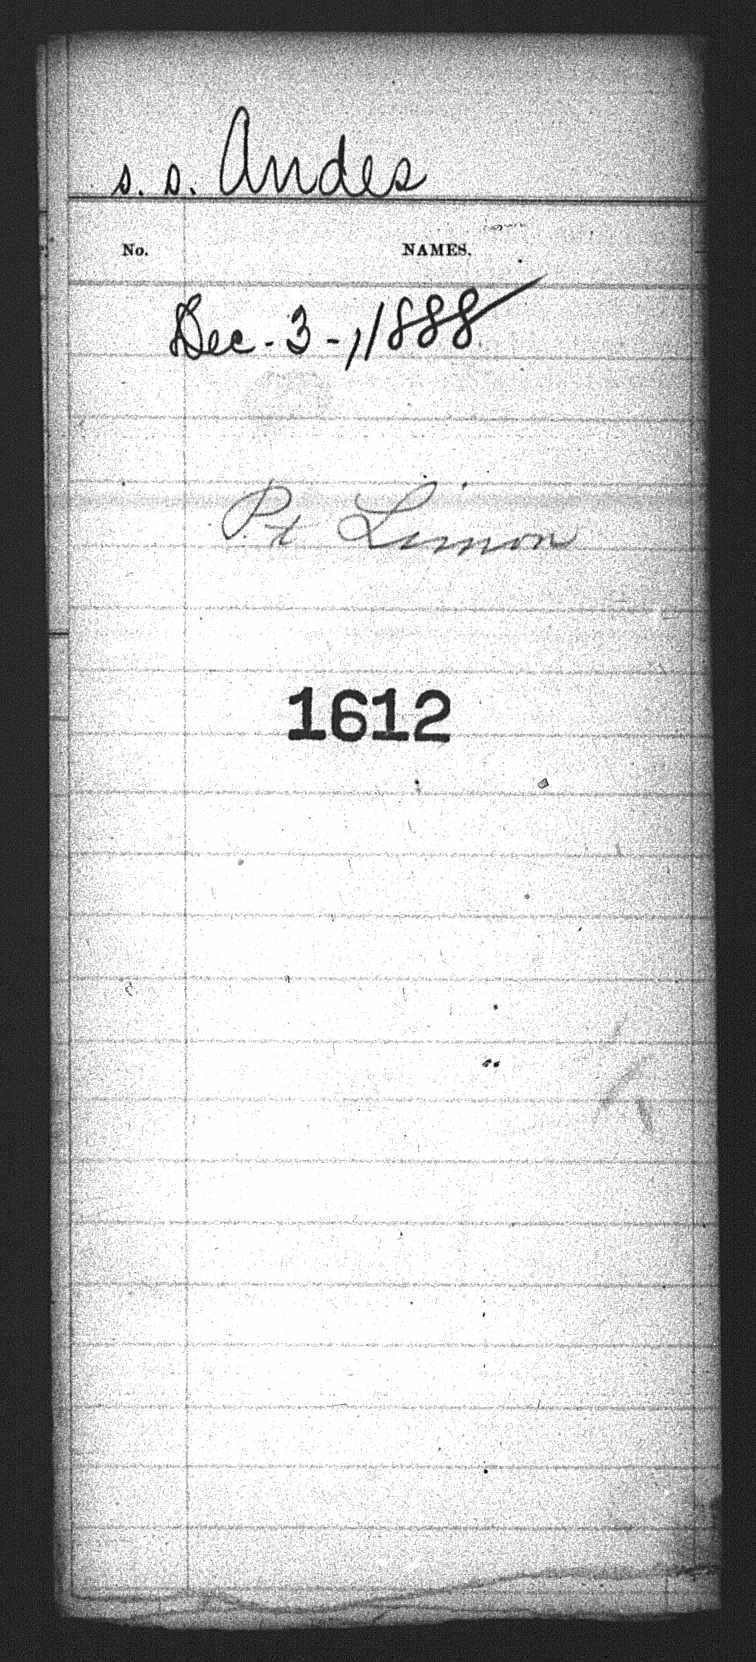 s. s. Andes
No. NAMES.
Dec - 3 - , 1888
Pt Limon
1612